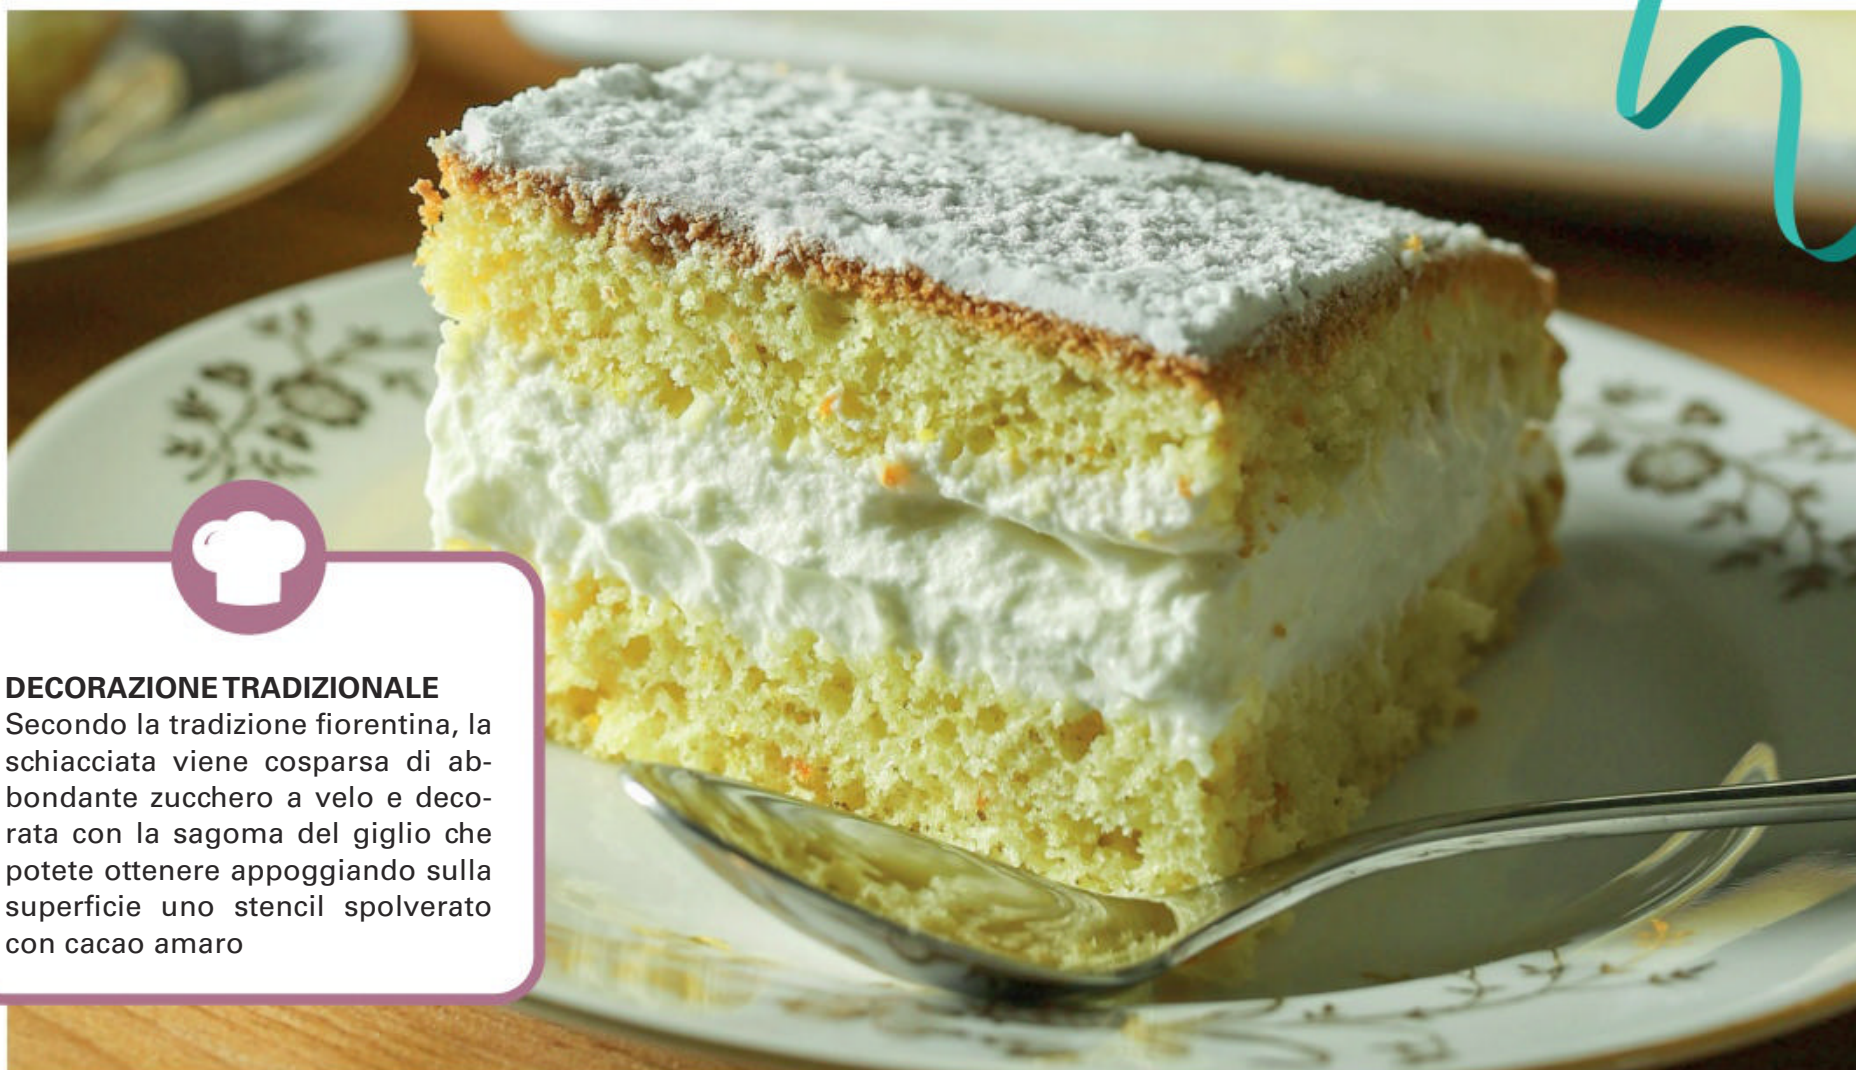 DECORAZIONE TRADIZIONALE
Secondo la tradizione fiorentina, la
schiacciata viene cosparsa di ab-
bondante zucchero a velo e deco-
rata con la sagoma del giglio che
potete ottenere appoggiando sulla
superficie uno stencil spolverato
con cacao amaro